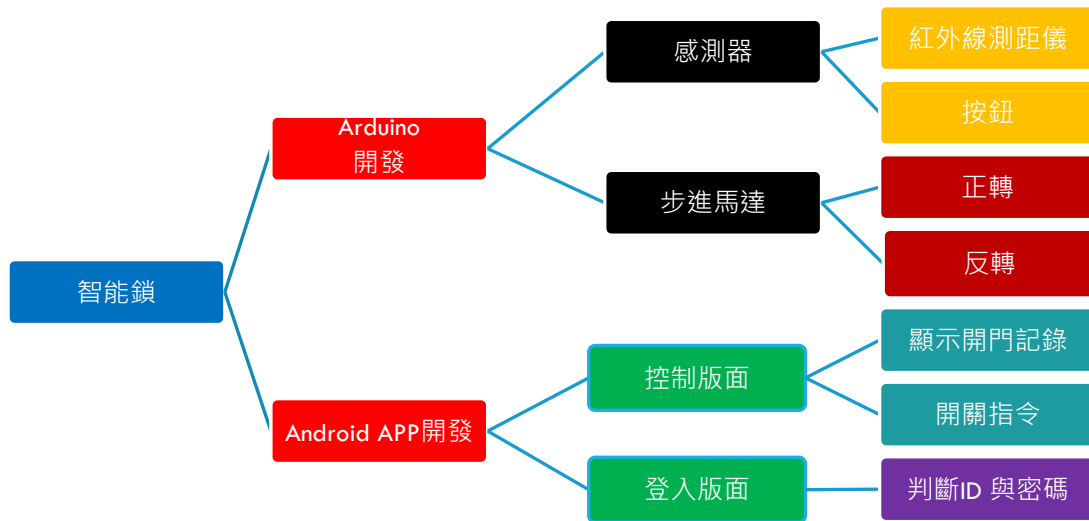 智能鎖
Arduino
開發
感測器
紅外線測距儀
按鈕
步進馬達
正轉
反轉
Android APP開發
控制版面
顯示開門記錄
開關指令
登入版面
判斷ID 與密碼